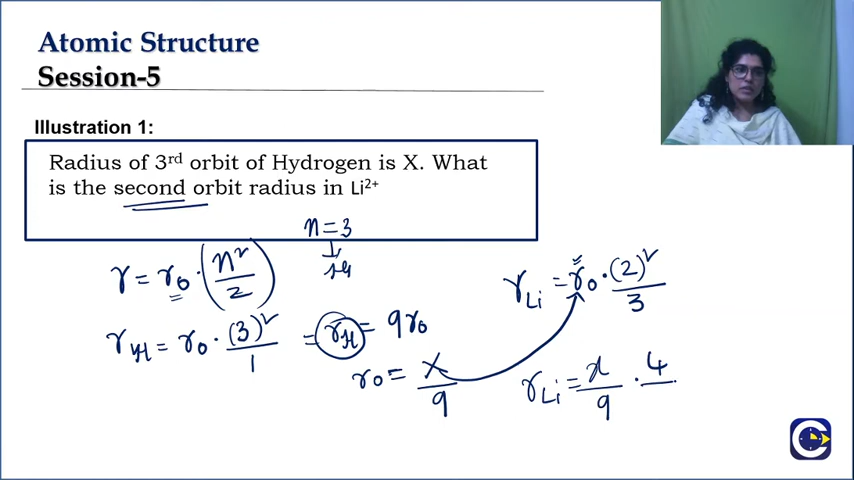 Atomic Structure
Session-5
Illustration 1:
Radius of 3rd orbit of Hydrogen is X. What
is the second orbit radius in Li2+
n = 3
r = r0 · (n²/2)
rH = r0 · (3)²/1 = rH = 9r0
r0 = x/9
rLi = r0 · (2)²/3
rLi = x/9 · 4